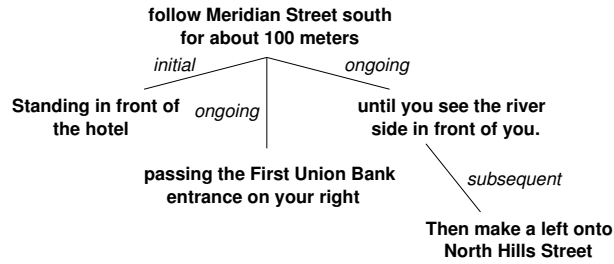 follow Meridian Street south
for about 100 meters
initial
ongoing
Standing in front of
the hotel
ongoing
until you see the river
side in front of you.
passing the First Union Bank
entrance on your right
subsequent
Then make a left onto
North Hills Street